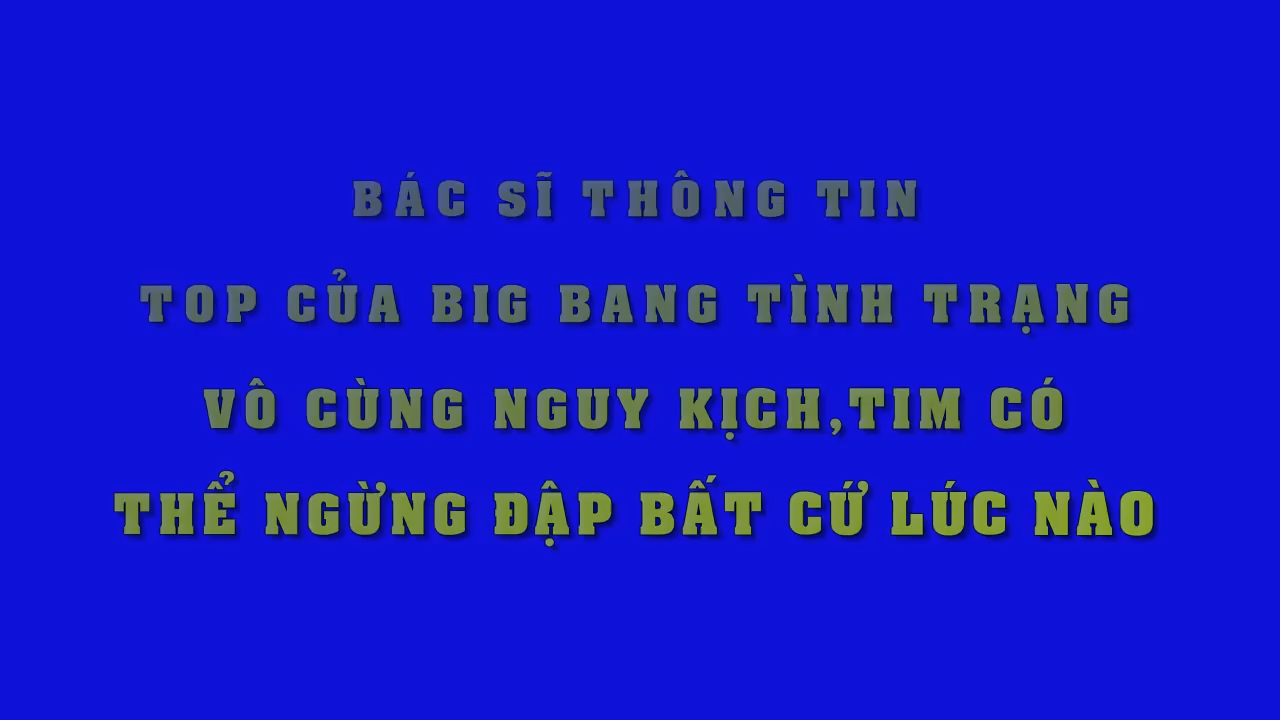 BÁC SĨ THÔNG TIN
TOP CỦA BIG BANG TÌNH TRẠNG
VÔ CÙNG NGUY KỊCH,TIM CÓ
THỂ NGỪNG ĐẬP BẤT CỨ LÚC NÀO